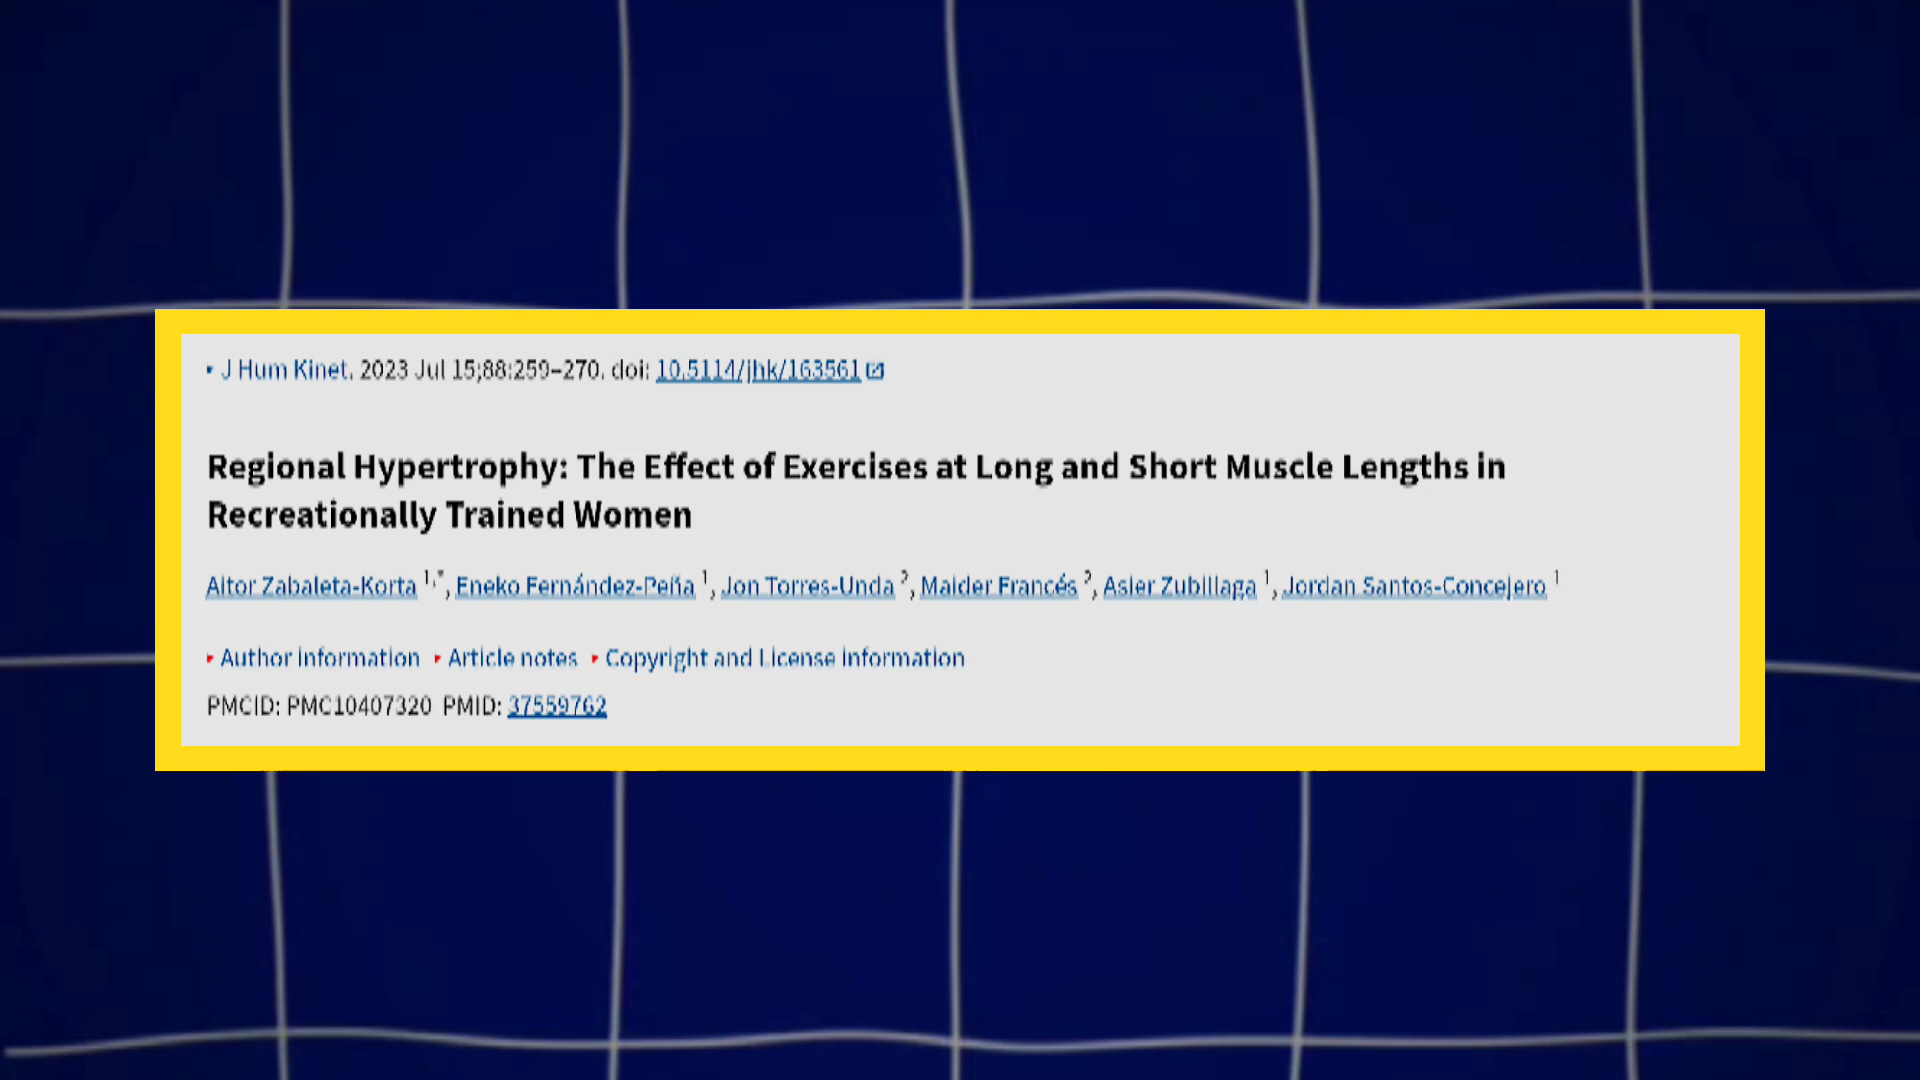 J Hum Kinet. 2023 Jul 15;88:259–270. doi: 10.5114/jhk/163561
Regional Hypertrophy: The Effect of Exercises at Long and Short Muscle Lengths in
Recreationally Trained Women
Aitor Zabaleta-Korta 1,*, Eneko Fernández-Peña 1, Jon Torres-Unda 2, Maider Francés 2, Asier Zubillaga 1, Jordan Santos-Concejero 1
Author information Article notes Copyright and License information
PMCID: PMC10407320 PMID: 37559762